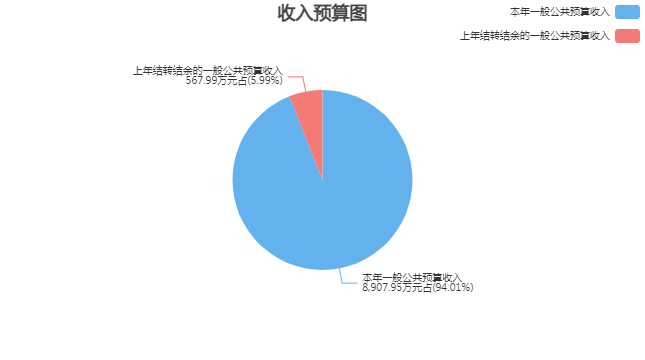 收入预算图
本年一般公共预算收入
上年结转结余的一般公共预算收入
上年结转结余的一般公共预算收入
567.99万元占(5.99%)
本年一般公共预算收入
8,907.95万元占(94.01%)